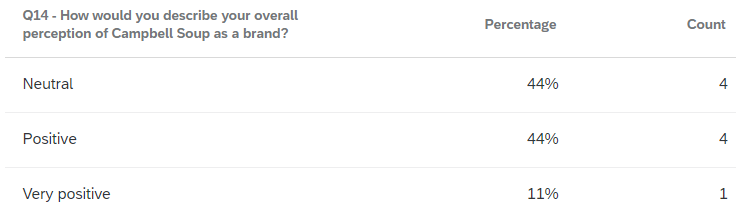 Q14 - How would you describe your overall
perception of Campbell Soup as a brand?
Percentage
Count
Neutral 44% 4
Positive 44% 4
Very positive 11% 1